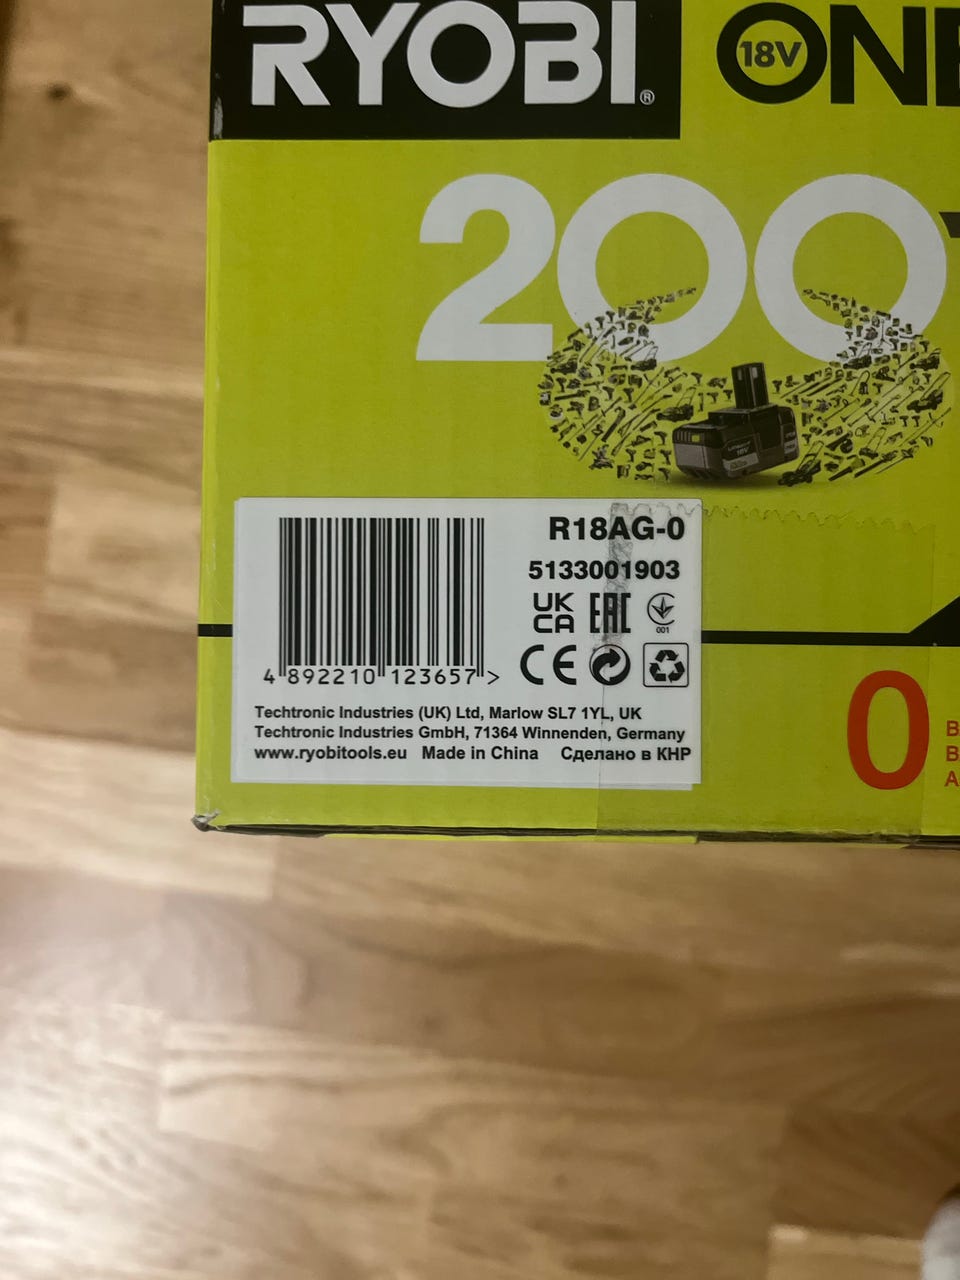 RYOBI®
18V ONE
200
R18AG-0
5133001903
UK
CA EAC
001
CE
4 892210 123657 >
Techtronic Industries (UK) Ltd, Marlow SL7 1YL, UK
Techtronic Industries GmbH, 71364 Winnenden, Germany
www.ryobitools.eu Made in China Сделано в КНР
0
B
B
A